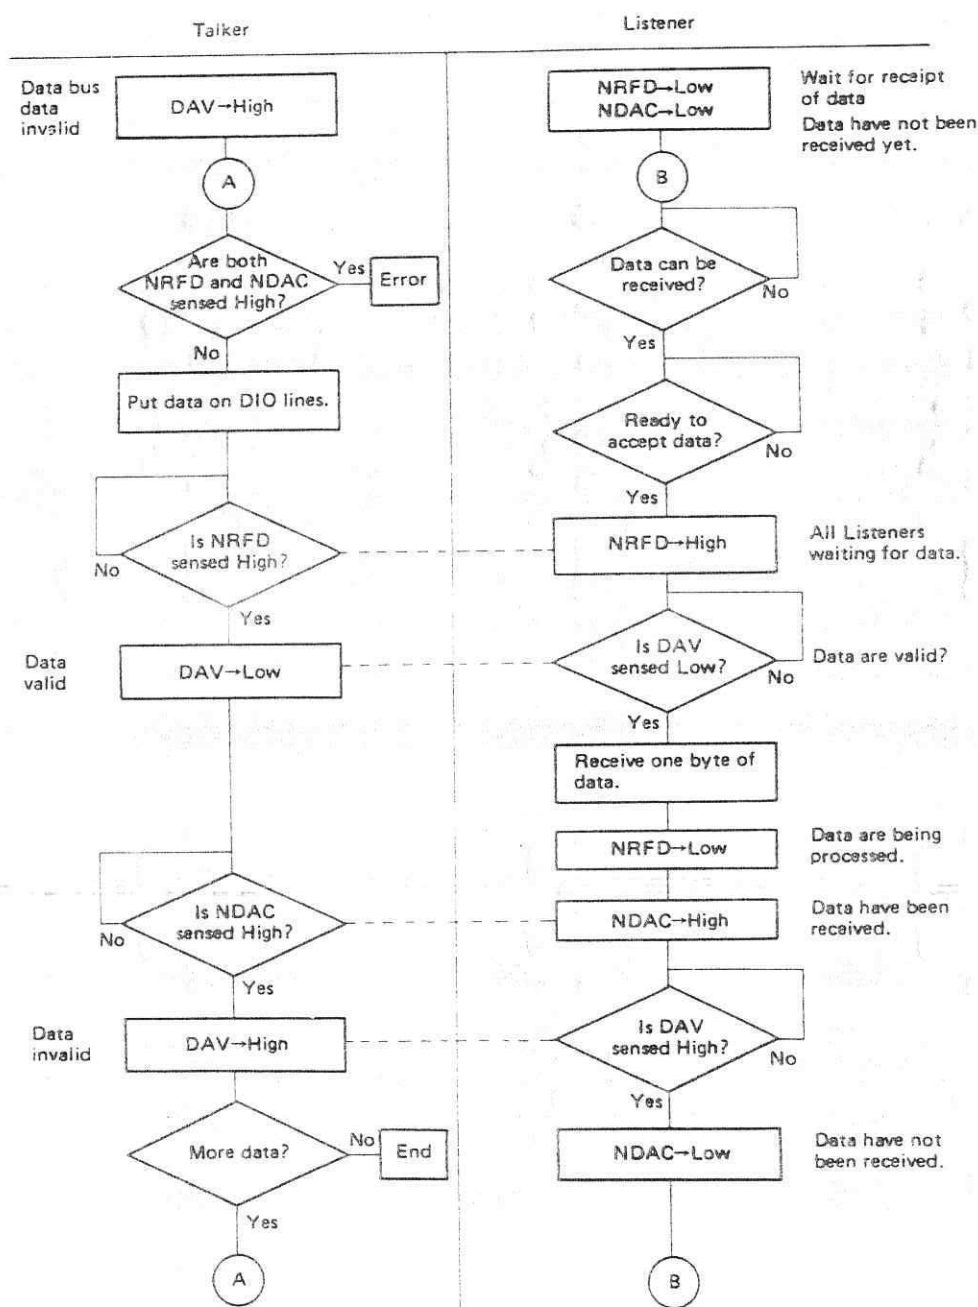 Talker
Listener
Data bus
data
invalid
DAV→High
A
Are both
NRFD and NDAC
sensed High?
Yes
Error
No
Put data on DIO lines.
Is NRFD
sensed High?
No
Yes
Data
valid
DAV→Low
Is NDAC
sensed High?
No
Yes
Data
invalid
DAV→High
More data?
No
End
Yes
A
NRFD→Low
NDAC→Low
Wait for receipt
of data
Data have not been
received yet.
B
Data can be
received?
No
Yes
Ready to
accept data?
No
Yes
NRFD→High
All Listeners
waiting for data.
Is DAV
sensed Low?
Data are valid?
No
Yes
Receive one byte of
data.
NRFD→Low
Data are being
processed.
NDAC→High
Data have been
received.
Is DAV
sensed High?
No
Yes
NDAC→Low
Data have not
been received.
B